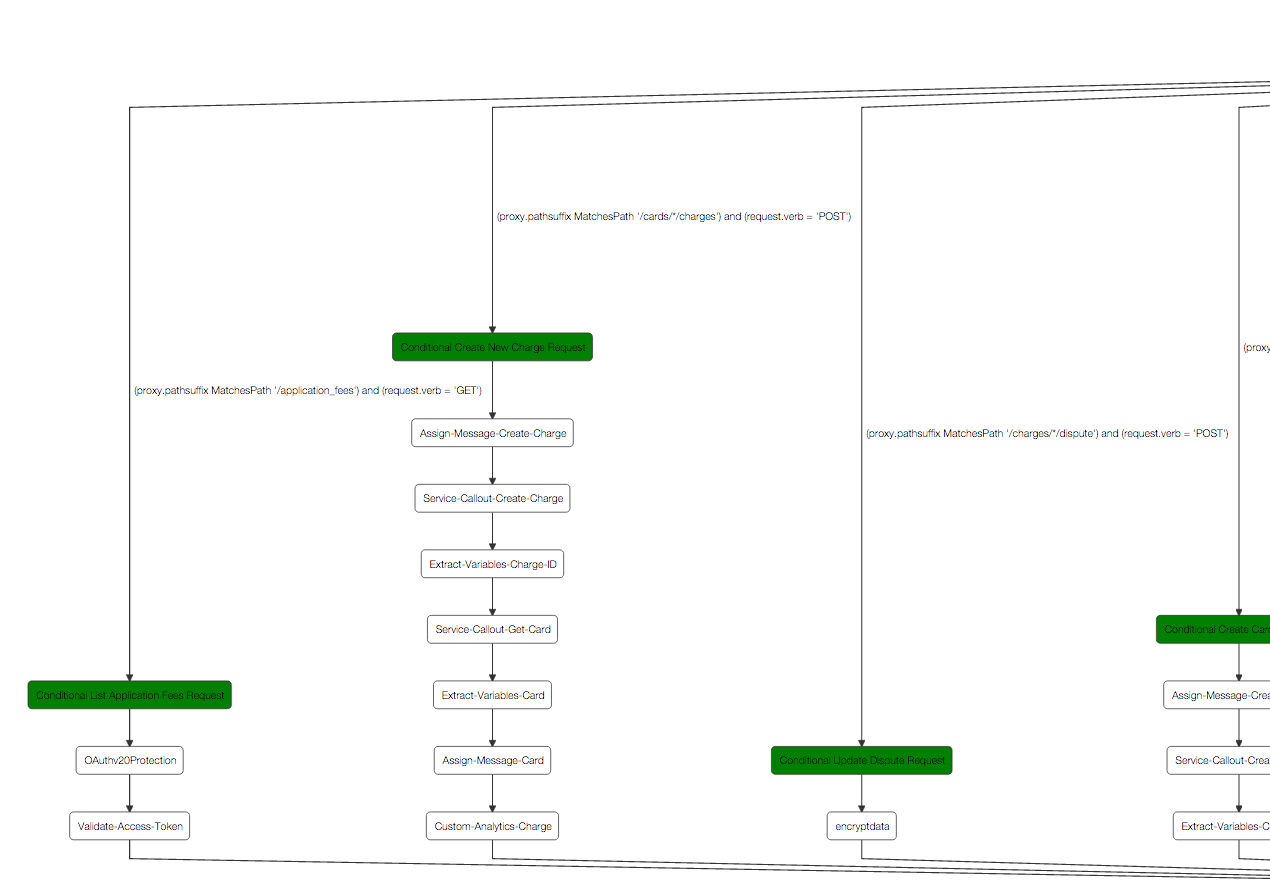 (proxy.pathsuffix MatchesPath '/cards/*/charges') and (request.verb = 'POST')
Conditional Create New Charge Request
(proxy
(proxy.pathsuffix MatchesPath '/application_fees') and (request.verb = 'GET')
Assign-Message-Create-Charge
(proxy.pathsuffix MatchesPath '/charges/*/dispute') and (request.verb = 'POST')
Service-Callout-Create-Charge
Extract-Variables-Charge-ID
Service-Callout-Get-Card
Conditional Create Card
Conditional List Application Fees Request
Extract-Variables-Card
Assign-Message-Crea
OAuthv20Protection
Assign-Message-Card
Conditional Update Dispute Request
Service-Callout-Crea
Validate-Access-Token
Custom-Analytics-Charge
encryptdata
Extract-Variables-C